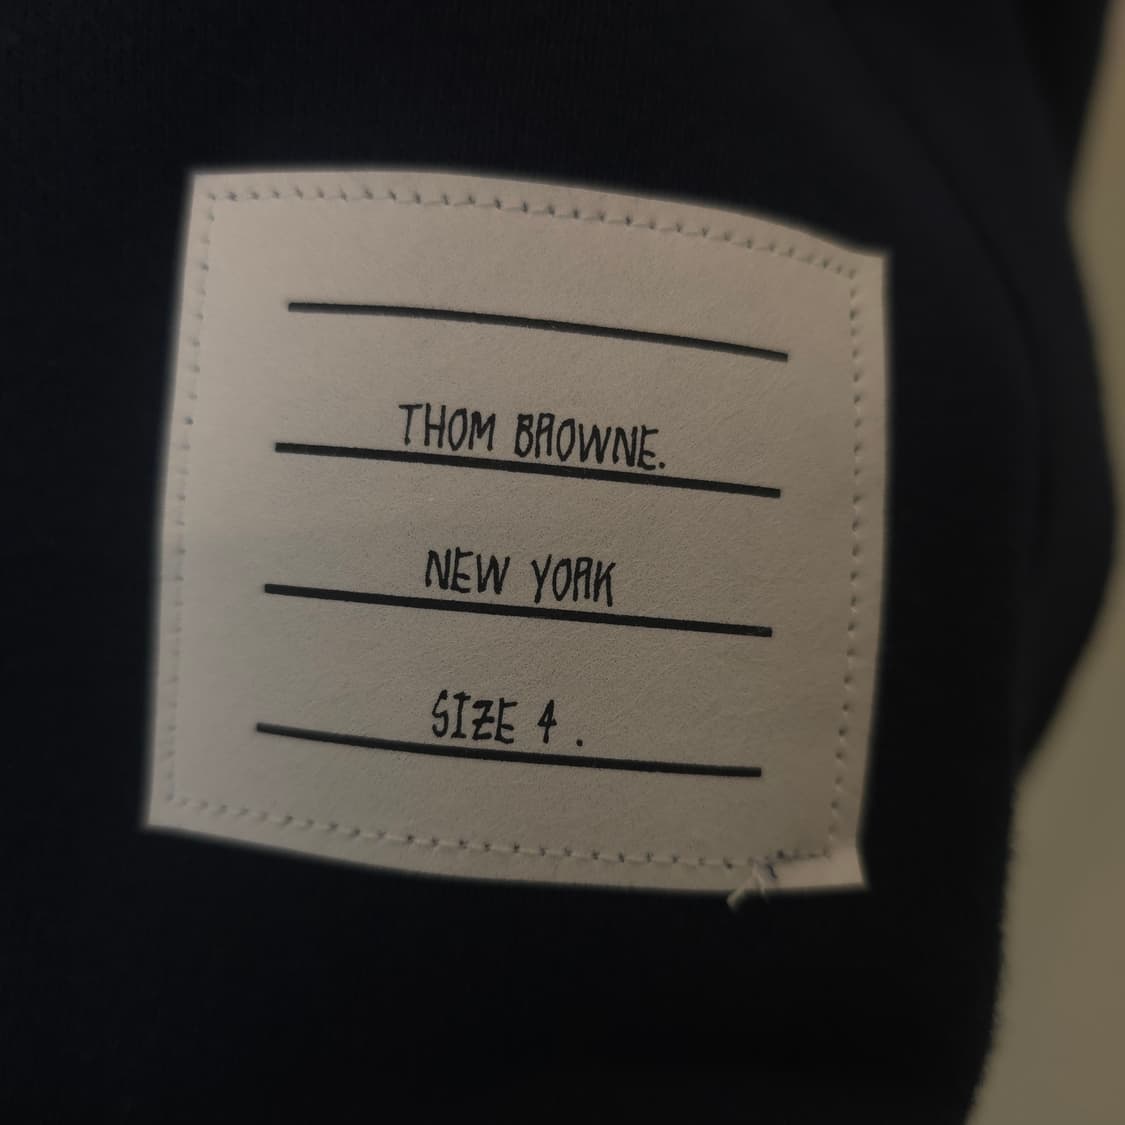 THOM BROWNE.
NEW YORK
SIZE 4 .